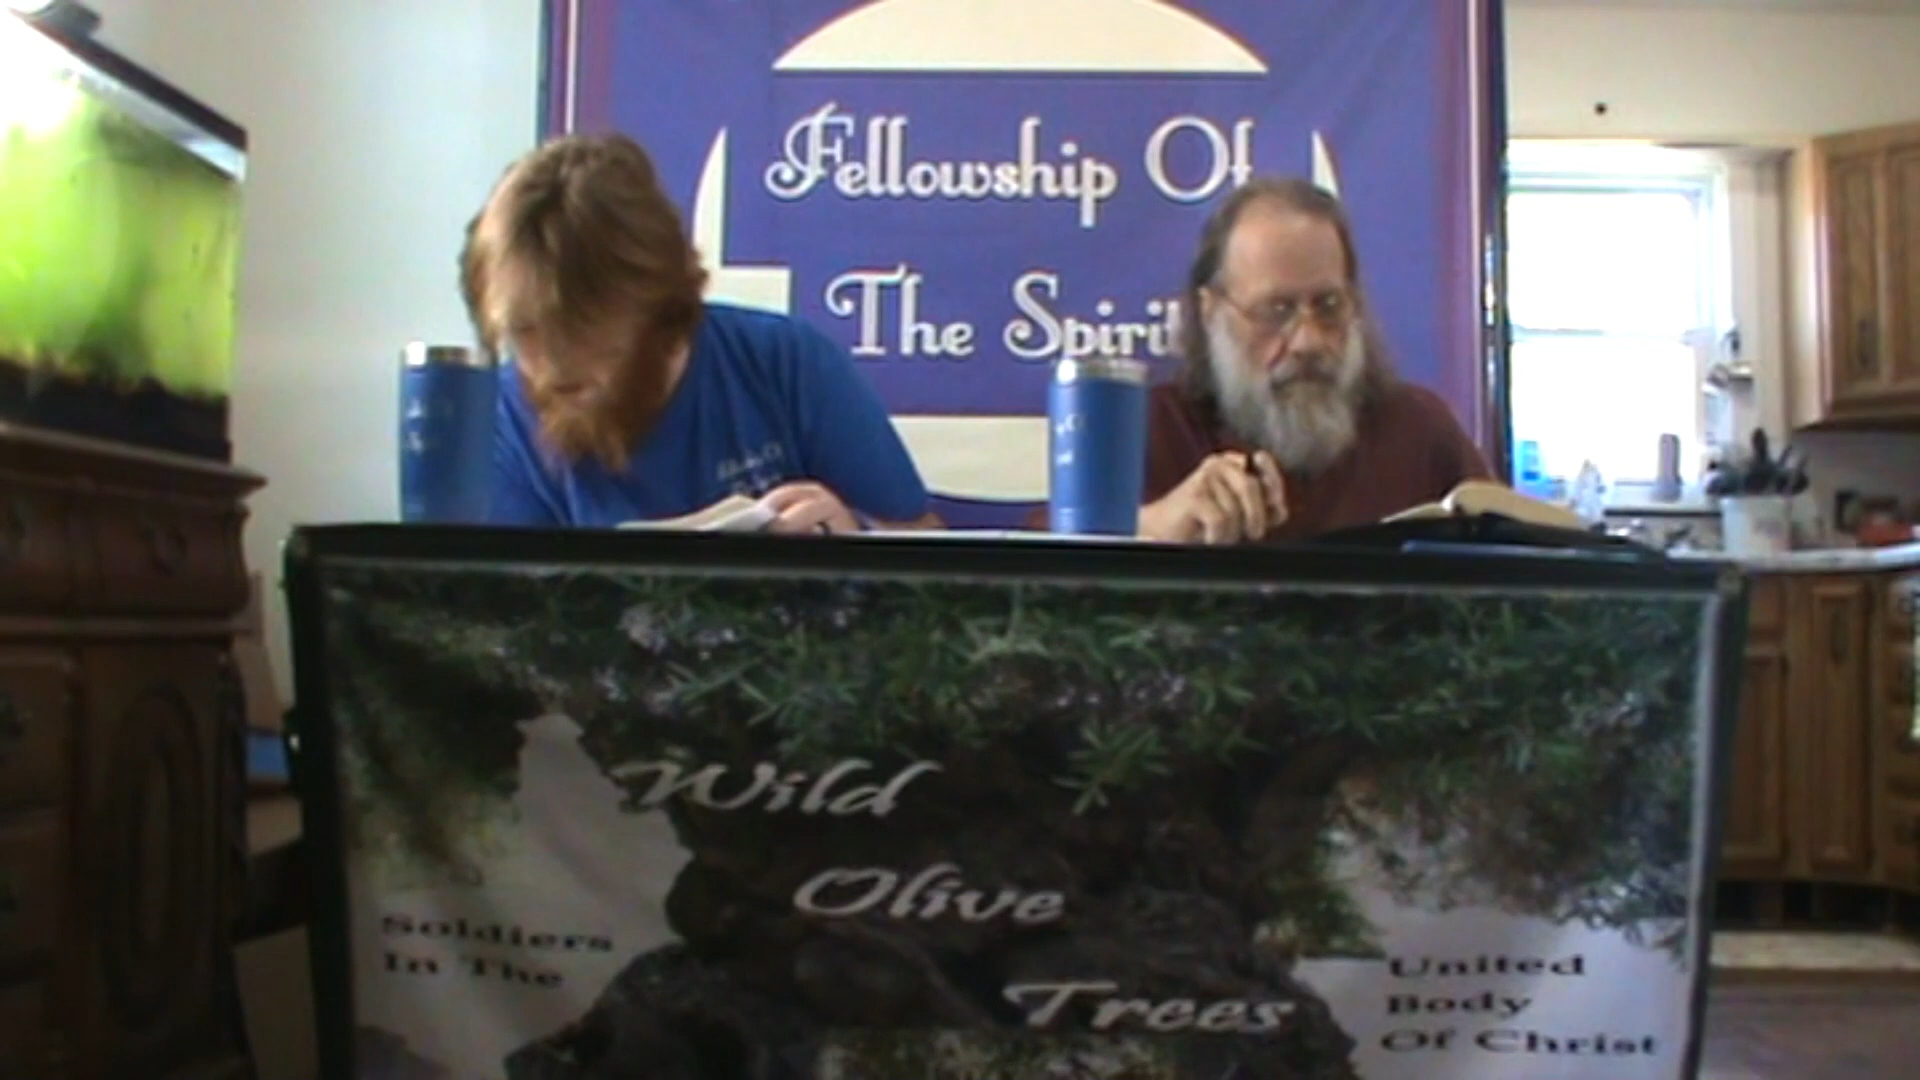 Fellowship Of
The Spirit
Wild
Olive
Trees
Soldiers
In The
United
Body
Of Christ